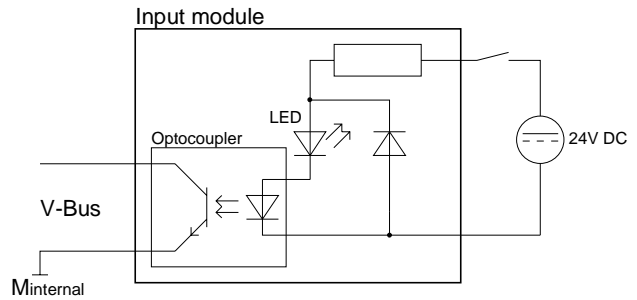 Input module
LED
Optocoupler
24V DC
V-Bus
Minternal